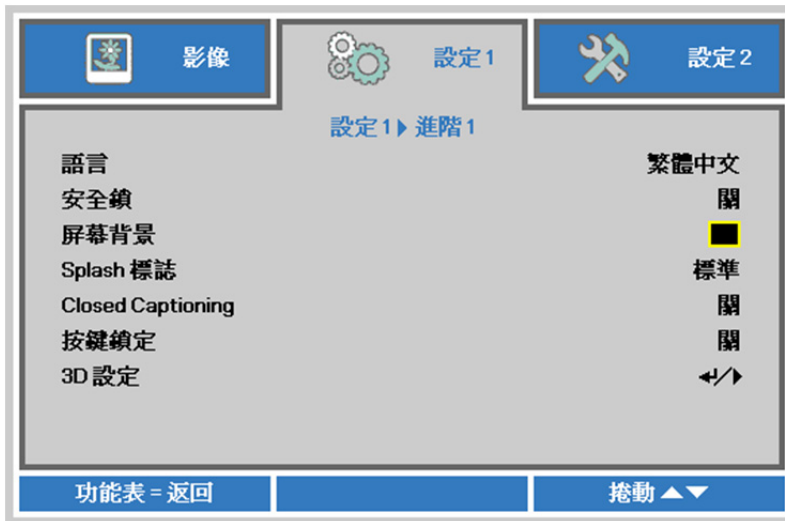 影像 設定1 設定2
設定1▶進階1
語言 繁體中文
安全鎖 關
屏幕背景
Splash 標誌 標準
Closed Captioning 關
按鍵鎖定 關
3D 設定 ↵/▶
功能表 = 返回 捲動▲▼